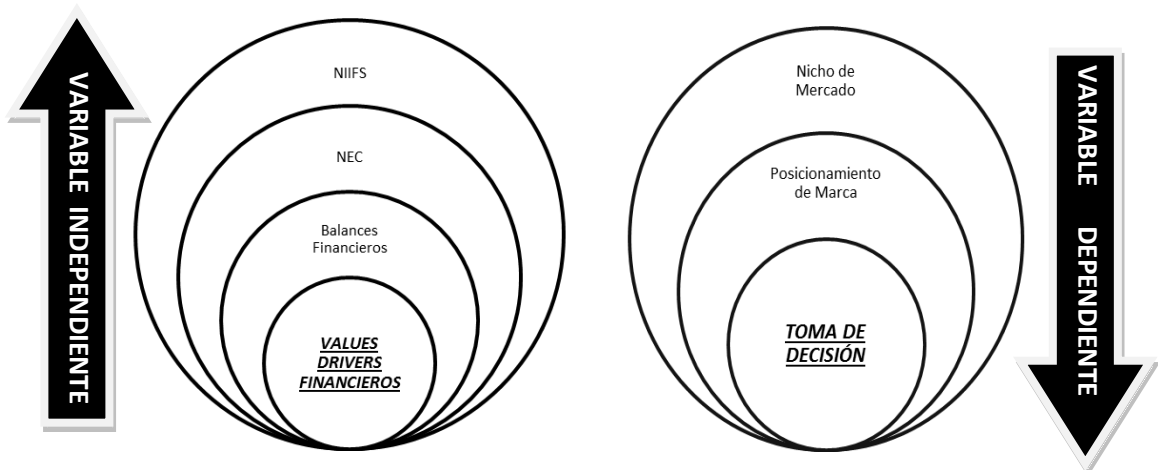 VARIABLE INDEPENDIENTE
NIIFS
NEC
Balances
Financieros
VALUES
DRIVERS
FINANCIEROS
Nicho de
Mercado
Posicionamiento
de Marca
TOMA DE
DECISIÓN
VARIABLE DEPENDIENTE